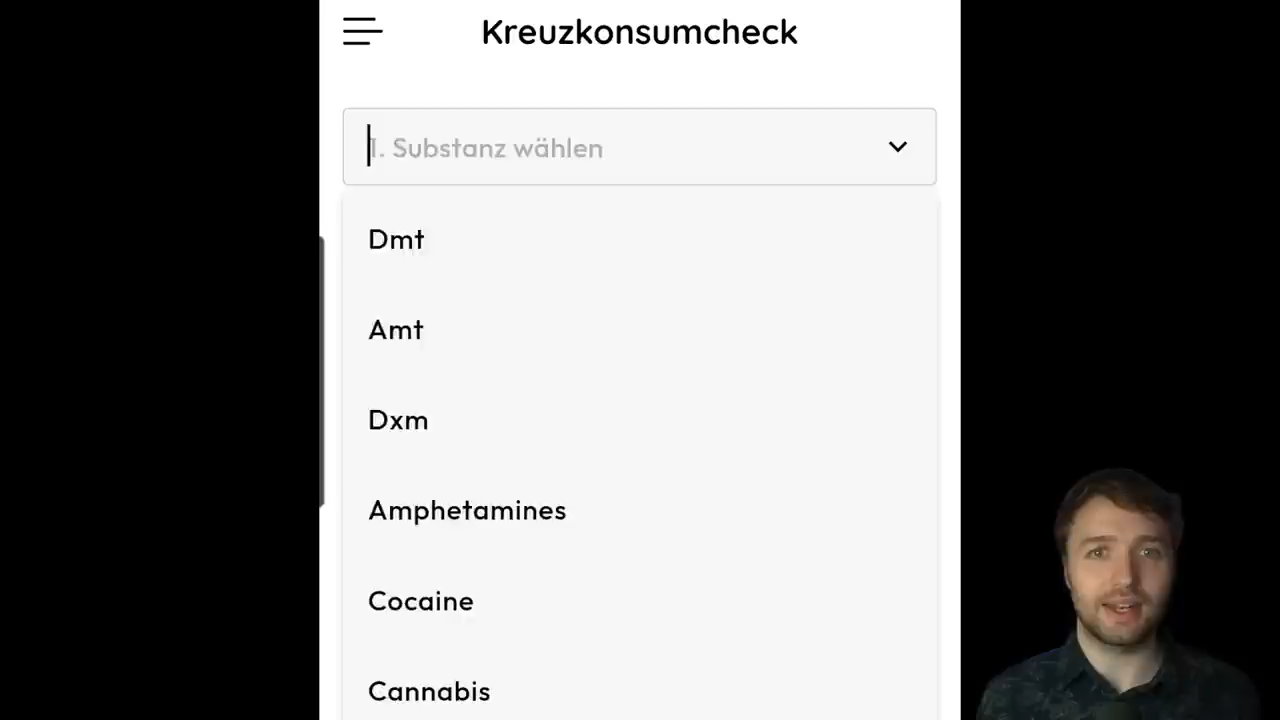 Kreuzkonsumcheck
1. Substanz wählen
Dmt
Amt
Dxm
Amphetamines
Cocaine
Cannabis